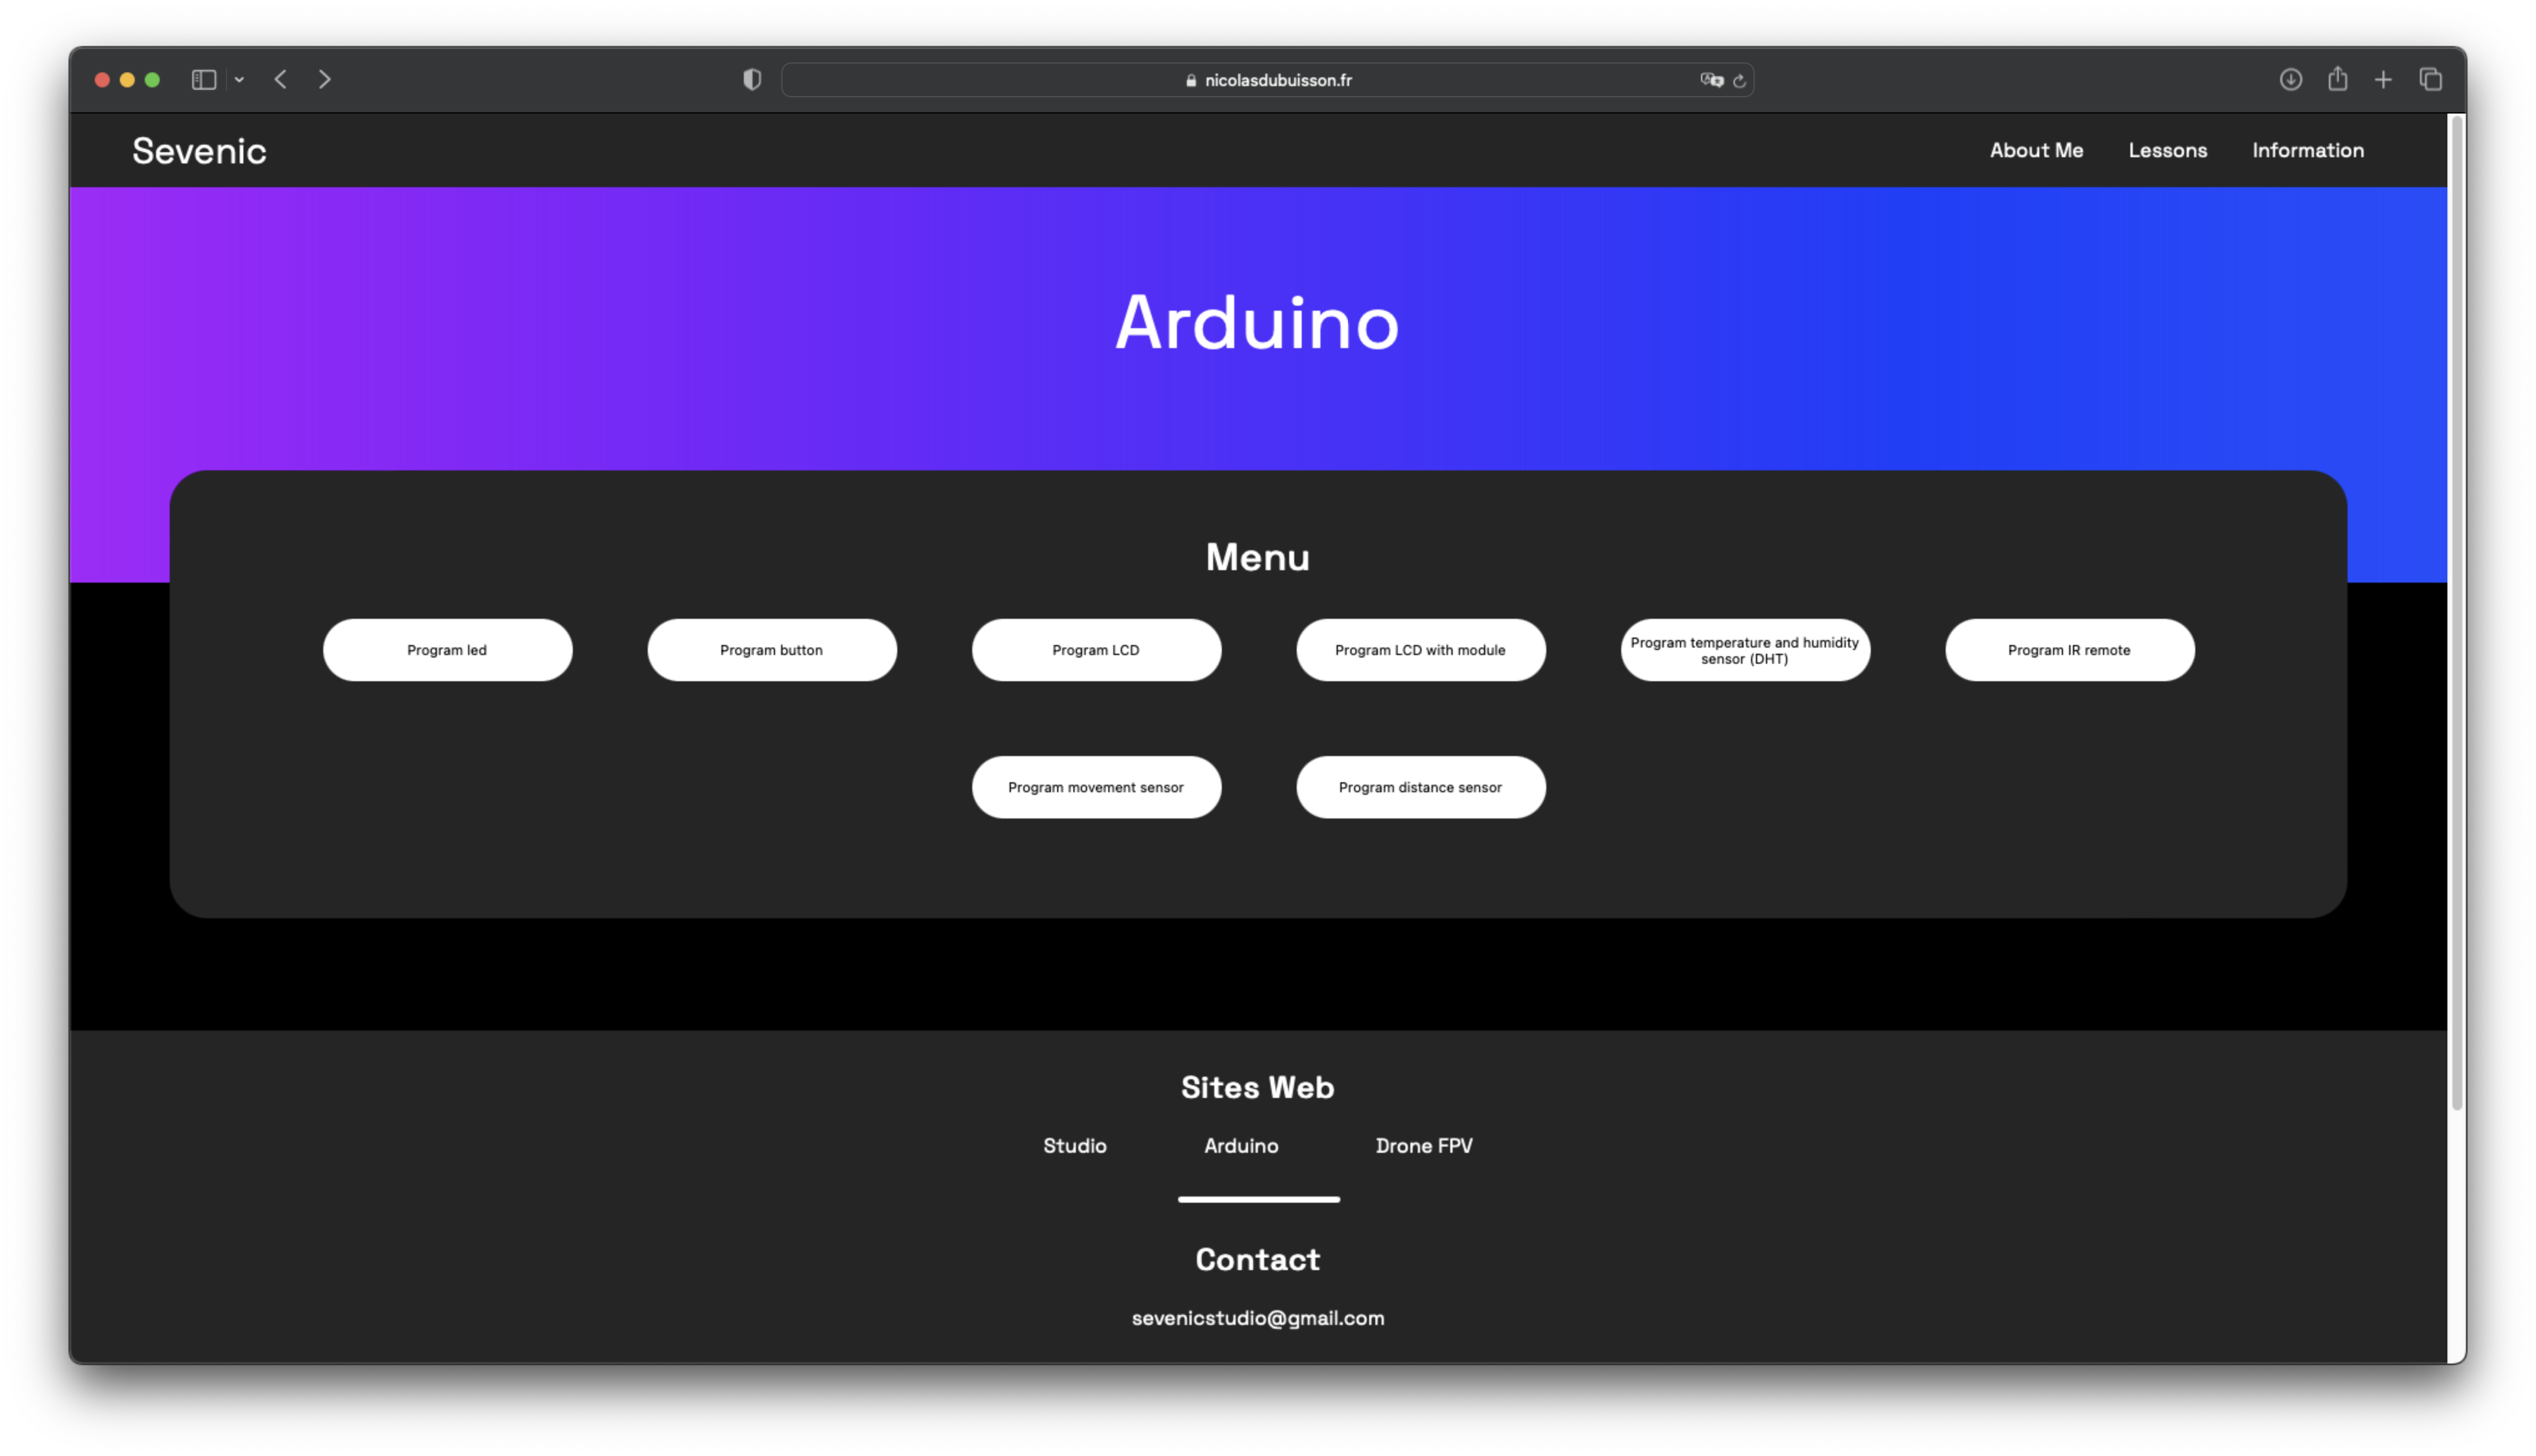 nicolasdubuisson.fr
Sevenic
About Me
Lessons
Information
Arduino
Menu
Program led
Program button
Program LCD
Program LCD with module
Program temperature and humidity
sensor (DHT)
Program IR remote
Program movement sensor
Program distance sensor
Sites Web
Studio
Arduino
Drone FPV
Contact
sevenicstudio@gmail.com